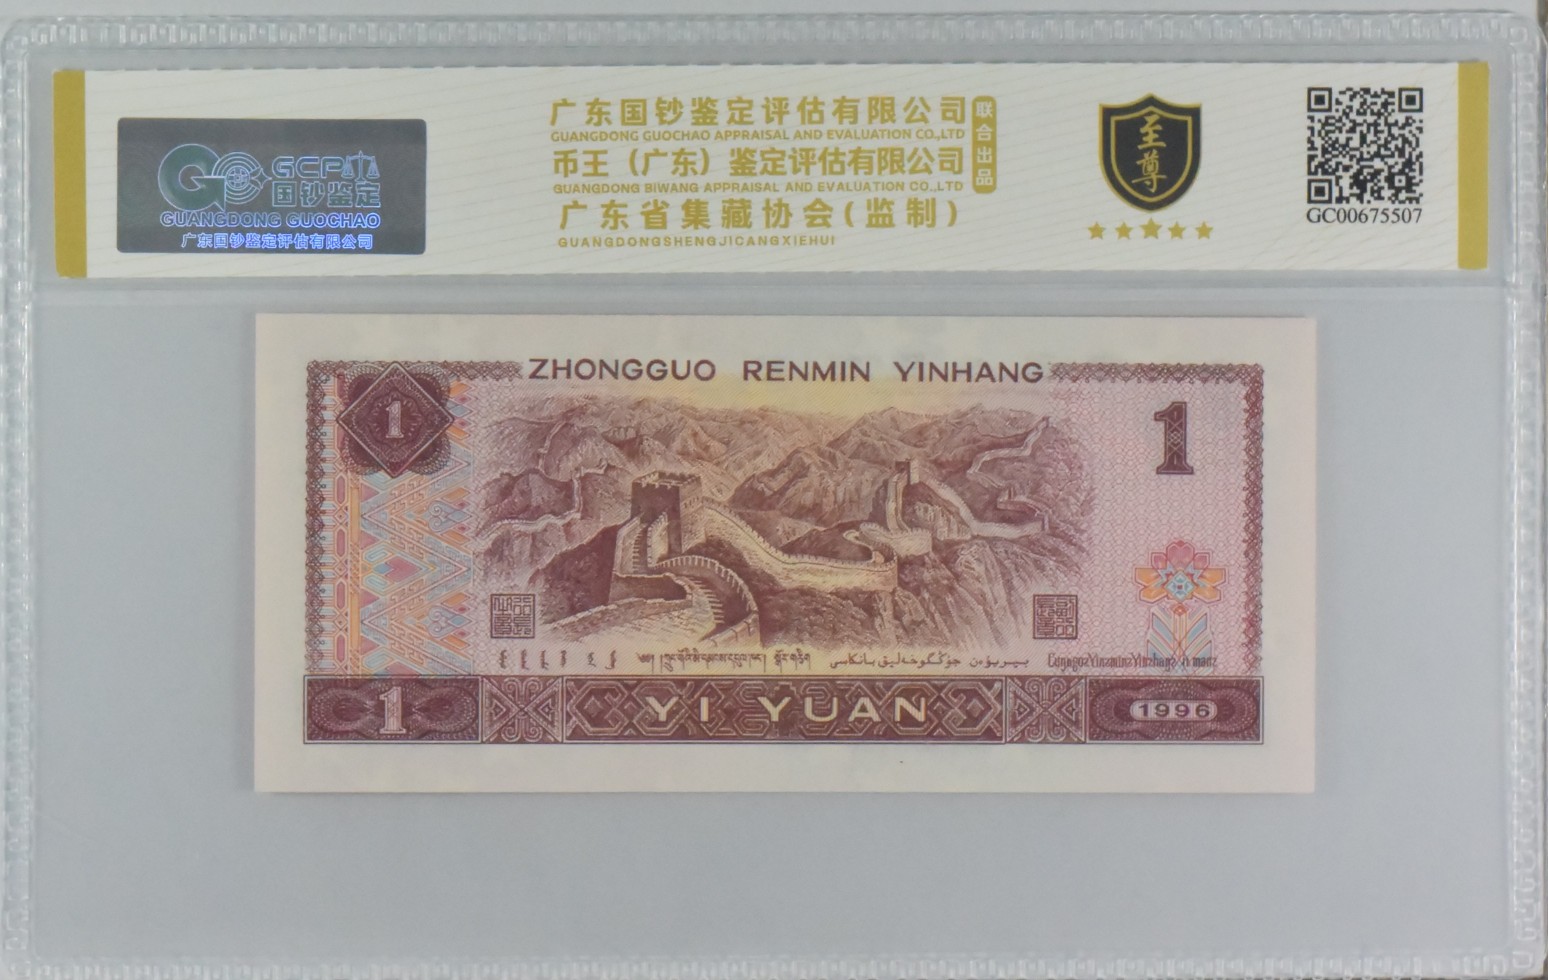 GCP
国钞鉴定
GUANGDONG GUOCHAO
广东国钞鉴定评估有限公司
广东国钞鉴定评估有限公司
GUANGDONG GUOCHAO APPRAISAL AND EVALUATION CO.,LTD
币王（广东）鉴定评估有限公司
GUANGDONG BIWANG APPRAISAL AND EVALUATION CO.,LTD
广东省集藏协会(监制)
GUANGDONGSHENGJICANGXIEHUI
联合出品
至尊
GC00675507
ZHONGGUO RENMIN YINHANG
1
1
1 YI YUAN 1996